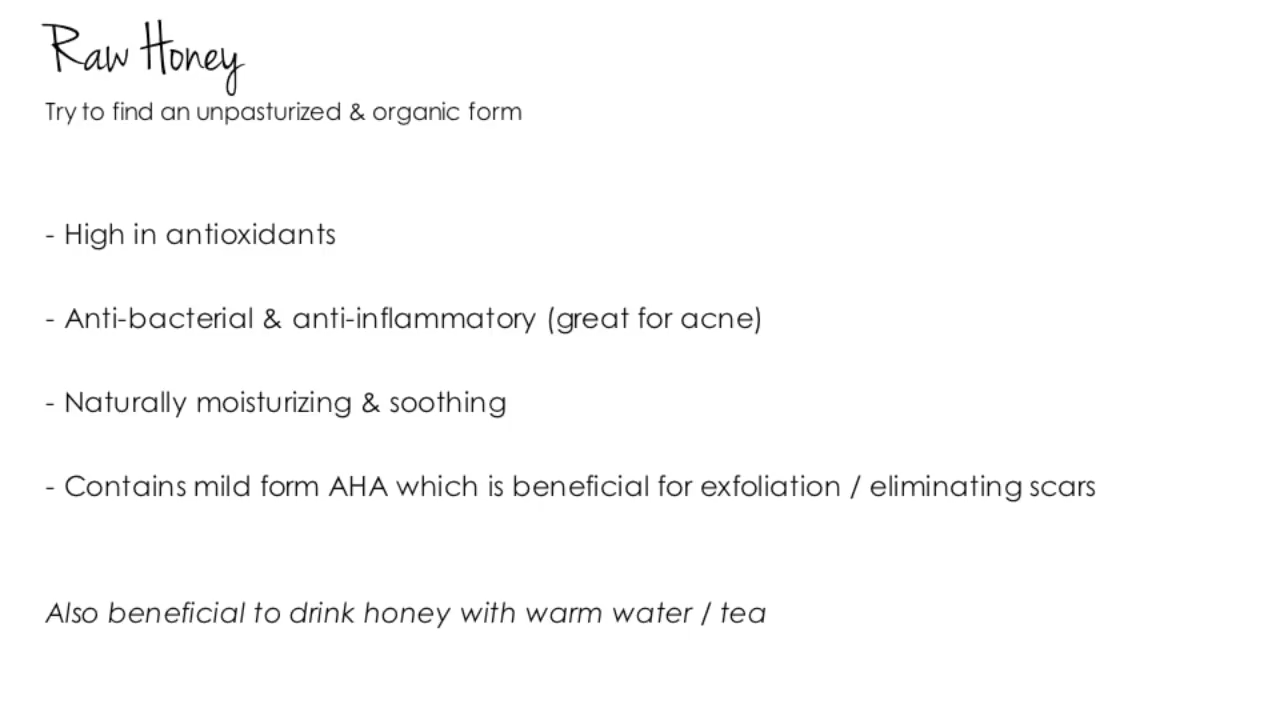 Raw Honey
Try to find an unpasturized & organic form
- High in antioxidants
- Anti-bacterial & anti-inflammatory (great for acne)
- Naturally moisturizing & soothing
- Contains mild form AHA which is beneficial for exfoliation / eliminating scars
Also beneficial to drink honey with warm water / tea